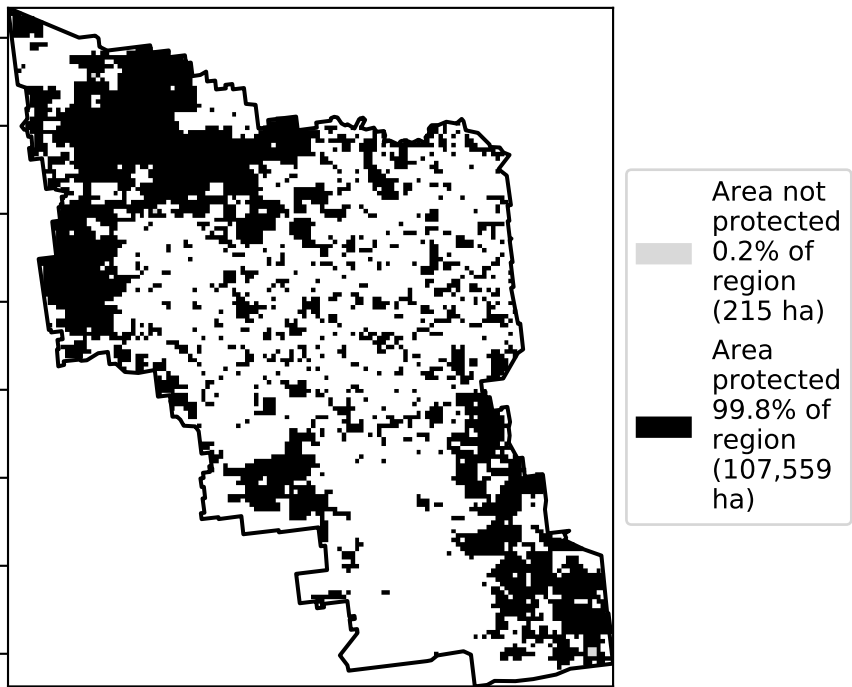 Area not
protected
0.2% of
region
(215 ha)
Area
protected
99.8% of
region
(107,559
ha)